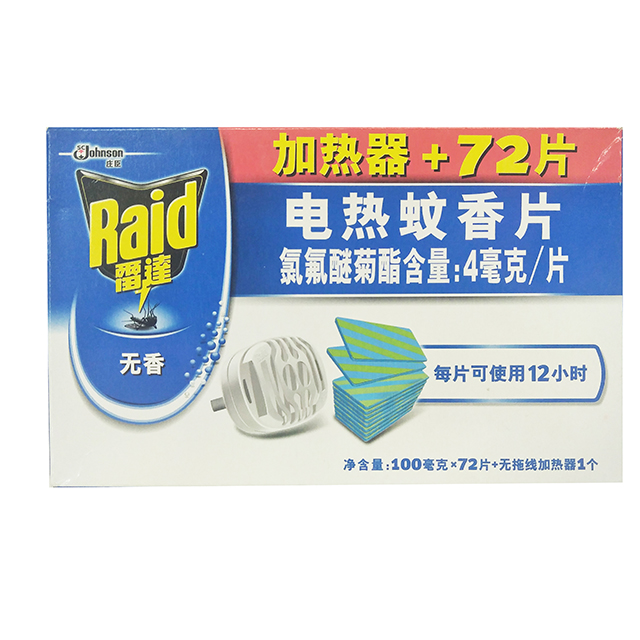 SC
Johnson
庄臣
Raid
雷達
无香
加热器+72片
电热蚊香片
氯氟醚菊酯含量:4毫克/片
每片可使用12小时
净含量:100毫克×72片+无拖线加热器1个